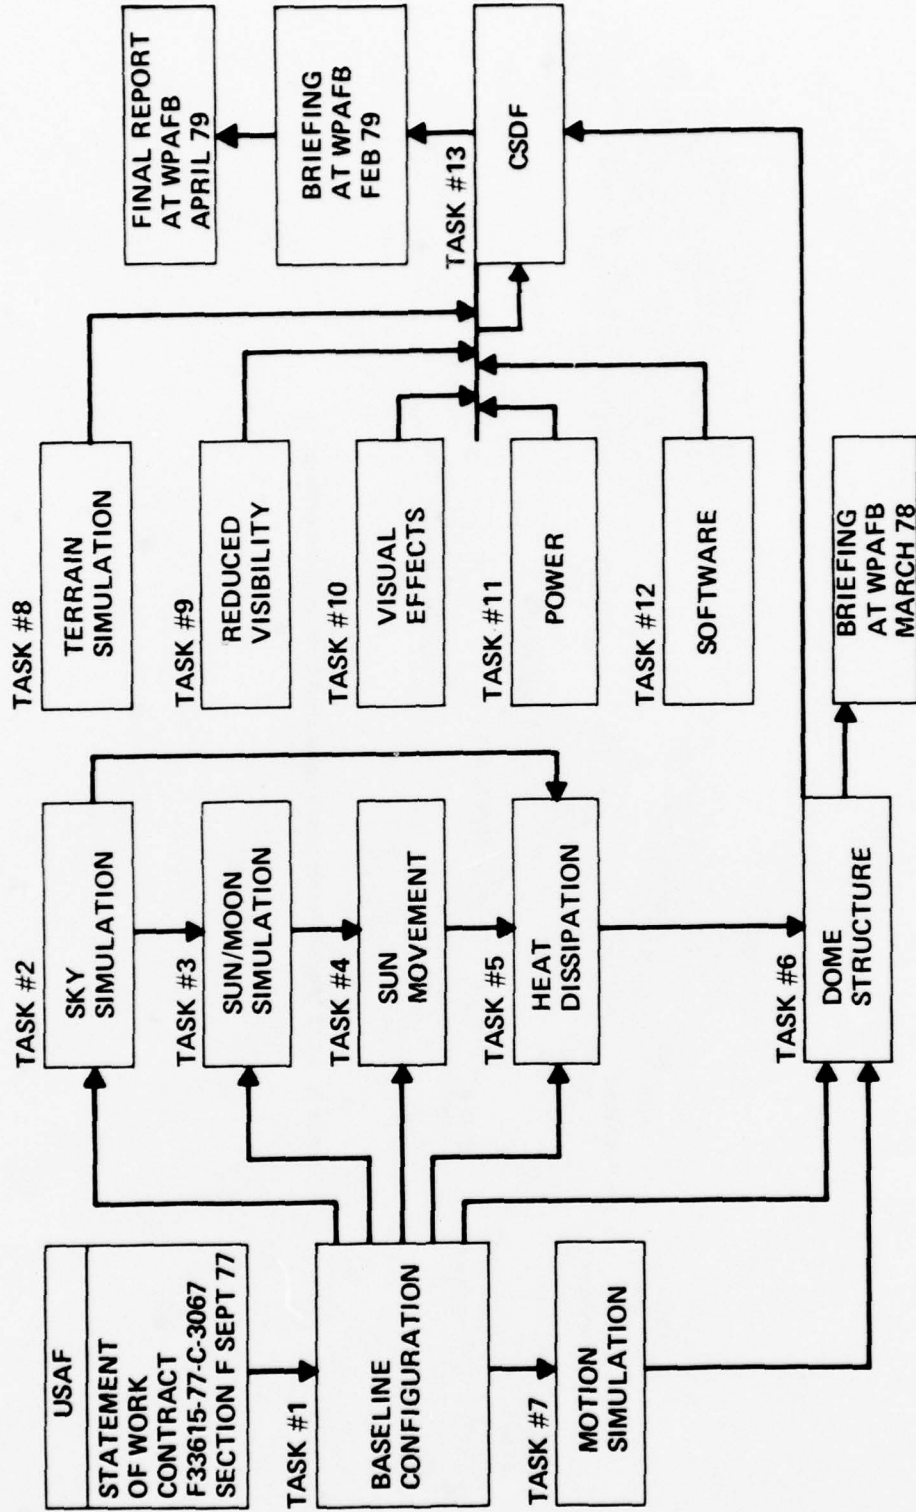 USAF
STATEMENT
OF WORK
CONTRACT
F33615-77-C-3067
SECTION F SEPT 77
TASK #1
BASELINE
CONFIGURATION
TASK #7
MOTION
SIMULATION
TASK #2
SKY
SIMULATION
TASK #3
SUN/MOON
SIMULATION
TASK #4
SUN
MOVEMENT
TASK #5
HEAT
DISSIPATION
TASK #6
DOME
STRUCTURE
BRIEFING
AT WPAFB
MARCH 78
TASK #8
TERRAIN
SIMULATION
TASK #9
REDUCED
VISIBILITY
TASK #10
VISUAL
EFFECTS
TASK #11
POWER
TASK #12
SOFTWARE
TASK #13
CSDF
BRIEFING
AT WPAFB
FEB 79
FINAL REPORT
AT WPAFB
APRIL 79